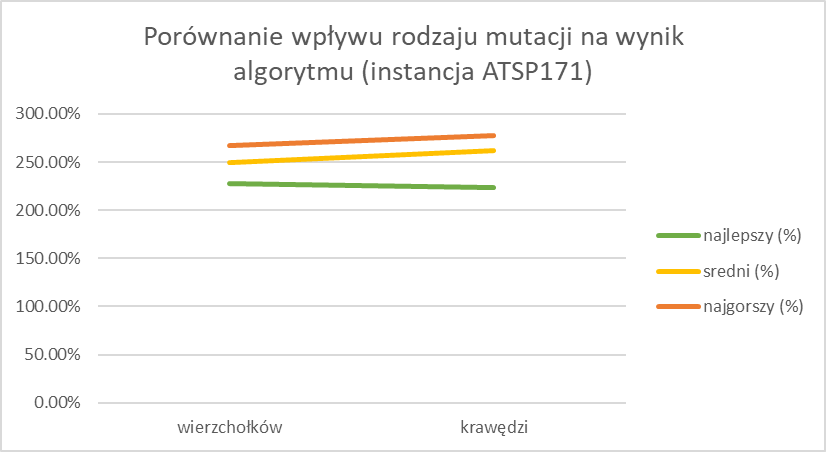 Porównanie wpływu rodzaju mutacji na wynik
algorytmu (instancja ATSP171)
300.00%
250.00%
200.00%
150.00%
100.00%
50.00%
0.00%
wierzchołków
krawędzi
najlepszy (%)
sredni (%)
najgorszy (%)